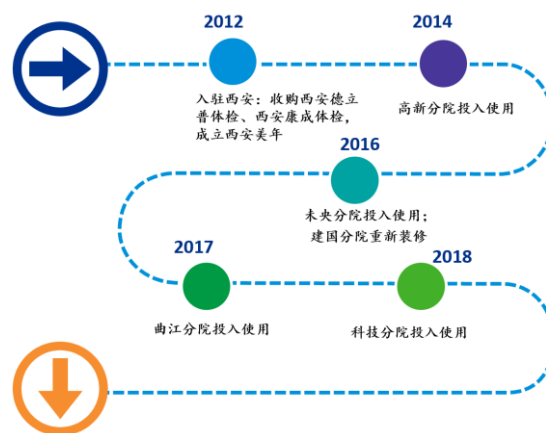 2012
2014
入驻西安：收购西安德立
普体检、西安康成体检，
成立西安美年
高新分院投入使用
2016
未央分院投入使用；
建国分院重新装修
2017
2018
曲江分院投入使用
科技分院投入使用